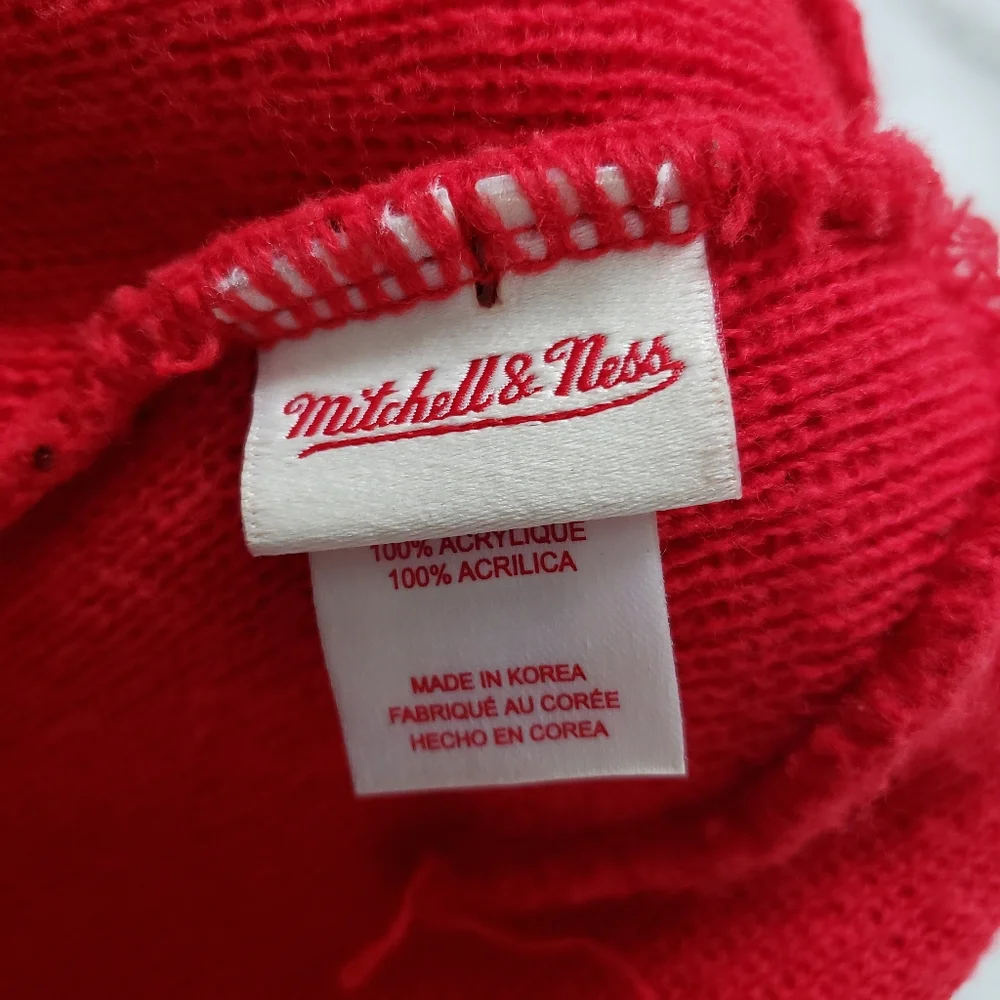 Mitchell & Ness
100% ACRYLIQUE
100% ACRILICA
MADE IN KOREA
FABRIQUÉ AU CORÉE
HECHO EN COREA